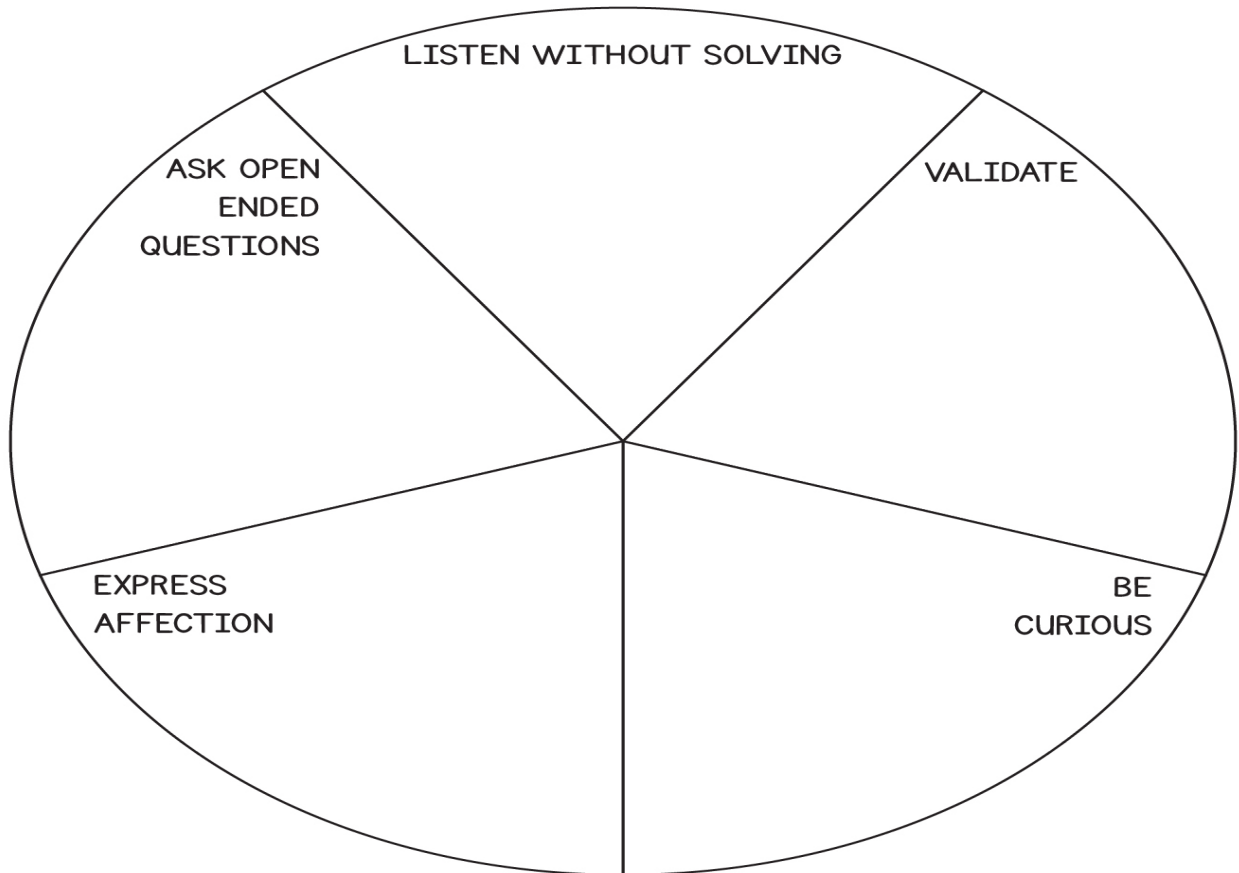 LISTEN WITHOUT SOLVING
ASK OPEN
ENDED
QUESTIONS
VALIDATE
EXPRESS
AFFECTION
BE
CURIOUS